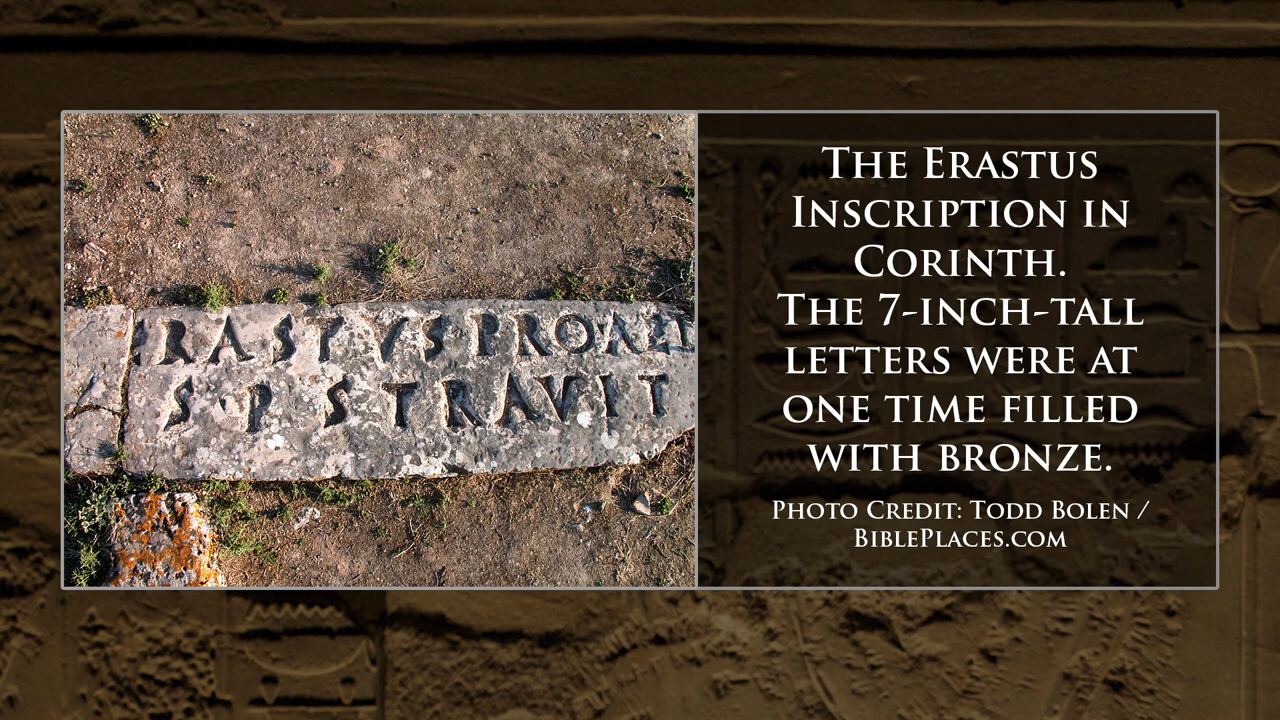 RASTVS PRO AED
S P STRAVIT
THE ERASTUS
INSCRIPTION IN
CORINTH.
THE 7-INCH-TALL
LETTERS WERE AT
ONE TIME FILLED
WITH BRONZE.
PHOTO CREDIT: TODD BOLEN /
BIBLEPLACES.COM